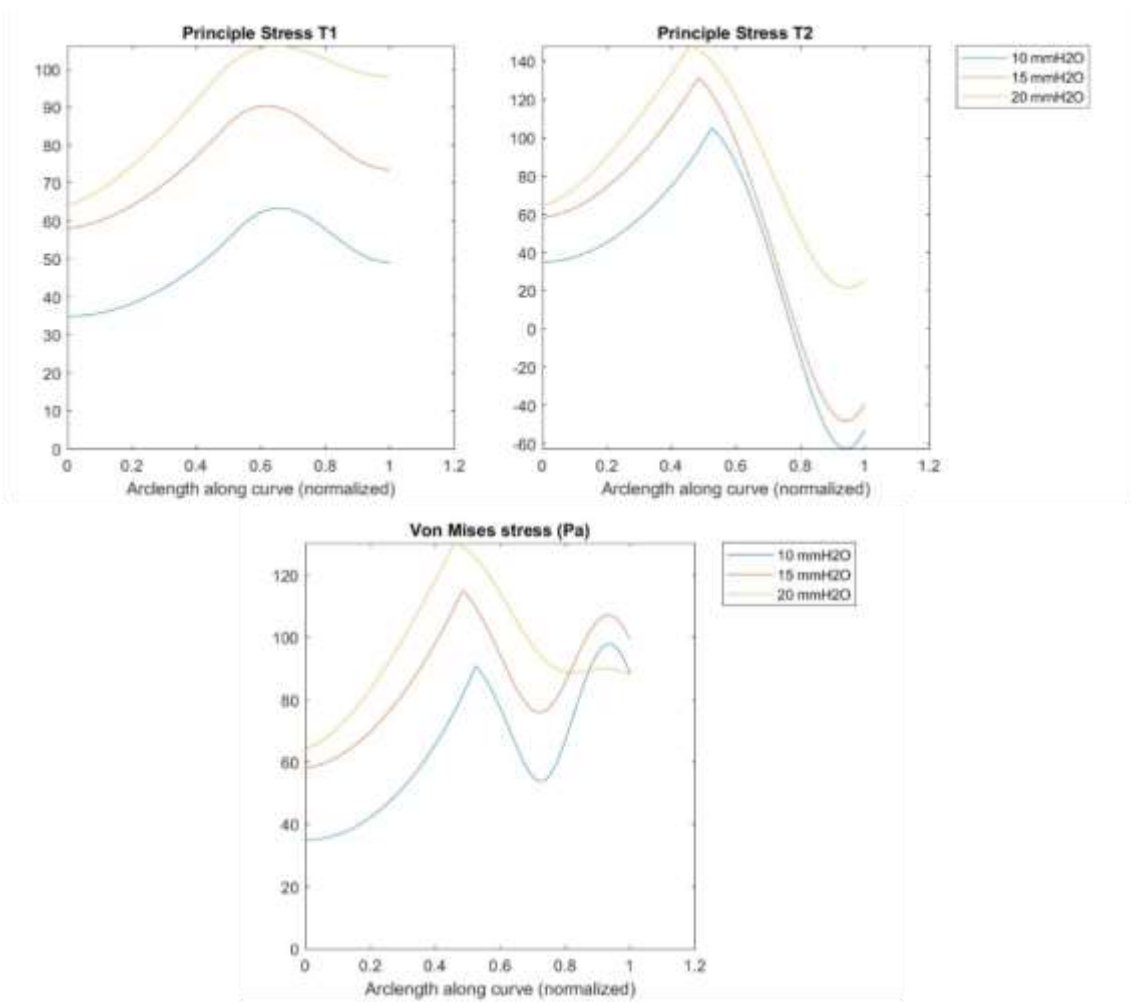 Principle Stress T1
100
90
80
70
60
50
40
30
20
10
0
0 0.2 0.4 0.6 0.8 1 1.2
Arclength along curve (normalized)
Principle Stress T2
140
120
100
80
60
40
20
0
-20
-40
-60
0 0.2 0.4 0.6 0.8 1 1.2
Arclength along curve (normalized)
10 mmH2O
15 mmH2O
20 mmH2O
Von Mises stress (Pa)
120
100
80
60
40
20
0
0 0.2 0.4 0.6 0.8 1 1.2
Arclength along curve (normalized)
10 mmH2O
15 mmH2O
20 mmH2O